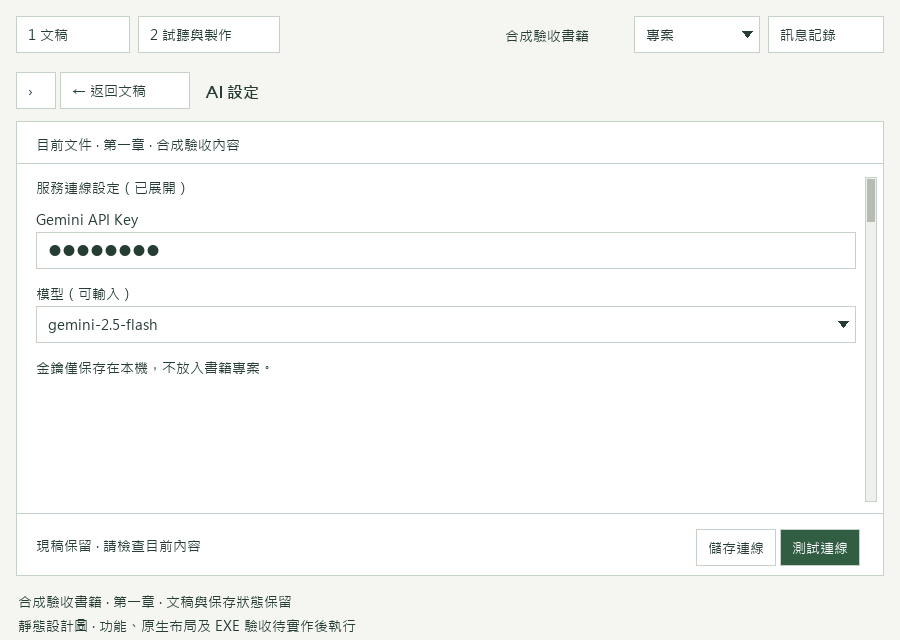 1 文稿
2 試聽與製作
合成驗收書籍
專案
訊息記錄
›
← 返回文稿
AI 設定
目前文件 · 第一章 · 合成驗收內容
服務連線設定（已展開）
Gemini API Key
●●●●●●●●
模型（可輸入）
gemini-2.5-flash
金鑰僅保存在本機，不放入書籍專案。
現稿保留 · 請檢查目前內容
儲存連線
測試連線
合成驗收書籍 · 第一章 · 文稿與保存狀態保留
靜態設計圖 · 功能、原生布局及 EXE 驗收待實作後執行